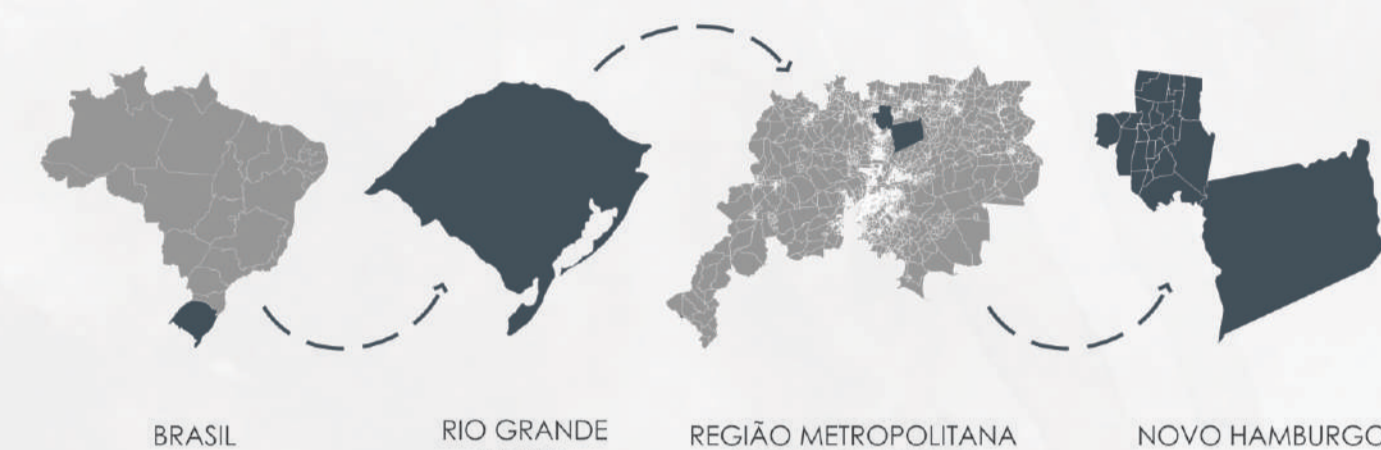 BRASIL
RIO GRANDE
REGIÃO METROPOLITANA
NOVO HAMBURGO